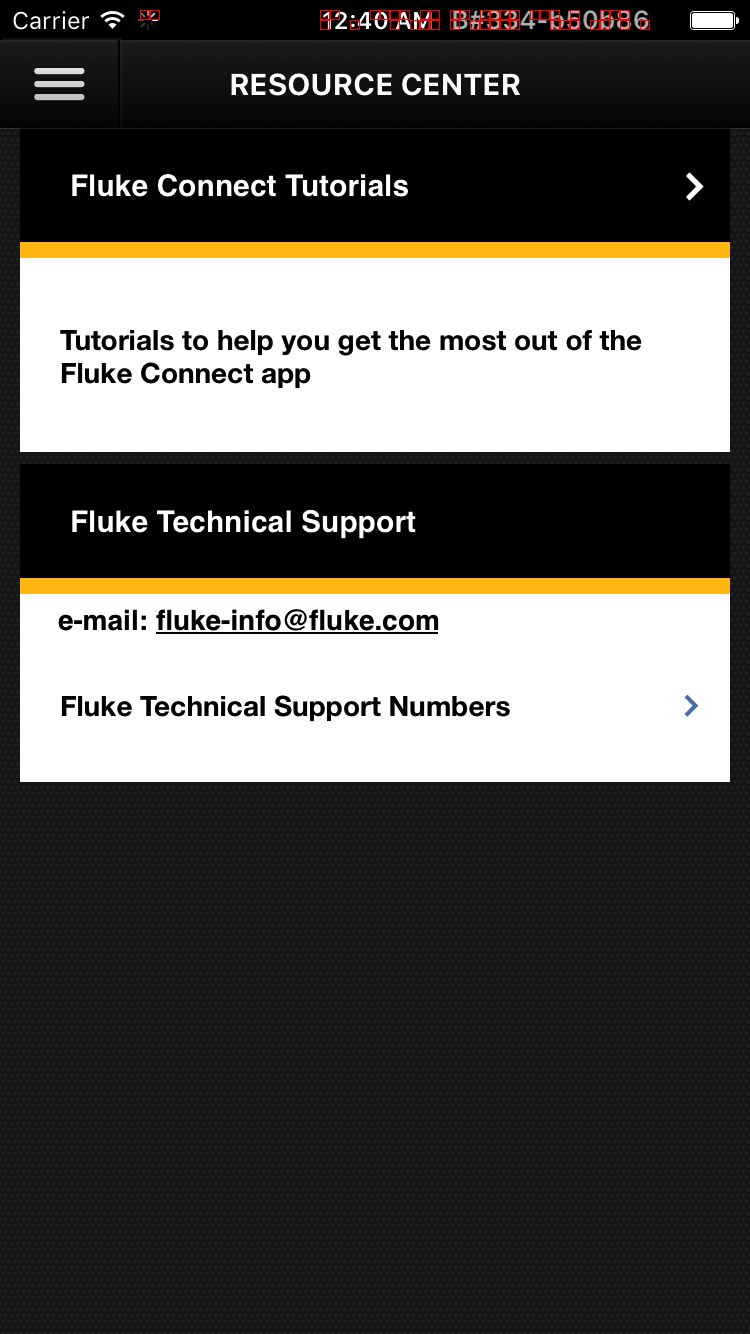 Carrier 12:40 AM B#334-b50b86
RESOURCE CENTER
Fluke Connect Tutorials
Tutorials to help you get the most out of the
Fluke Connect app
Fluke Technical Support
e-mail: fluke-info@fluke.com
Fluke Technical Support Numbers